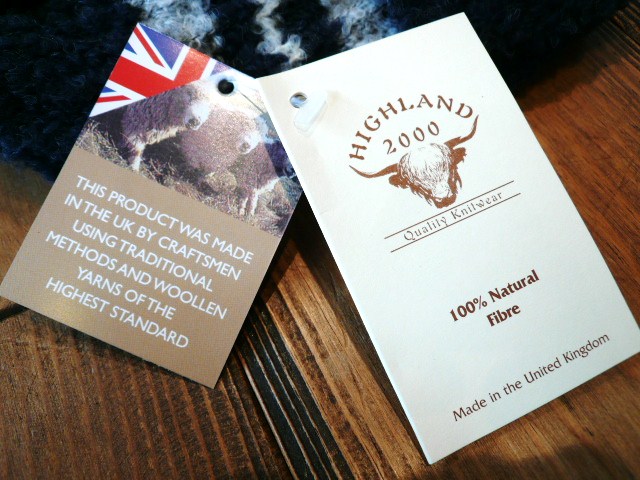 THIS PRODUCT WAS MADE
IN THE UK BY CRAFTSMEN
USING TRADITIONAL
METHODS AND WOOLLEN
YARNS OF THE
HIGHEST STANDARD
HIGHLAND
2000
Quality Knitwear
100% Natural
Fibre
Made in the United Kingdom